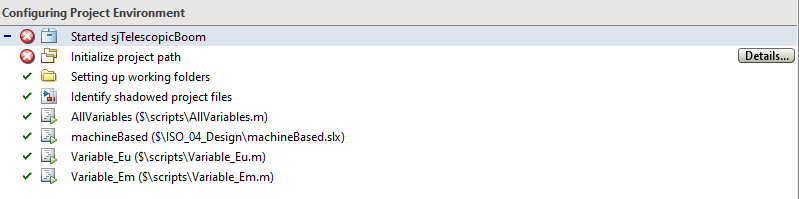 Configuring Project Environment
Started sjTelescopicBoom
Initialize project path Details...
Setting up working folders
Identify shadowed project files
AllVariables ($\scripts\AllVariables.m)
machineBased ($\ISO_04_Design\machineBased.slx)
Variable_Eu ($\scripts\Variable_Eu.m)
Variable_Em ($\scripts\Variable_Em.m)